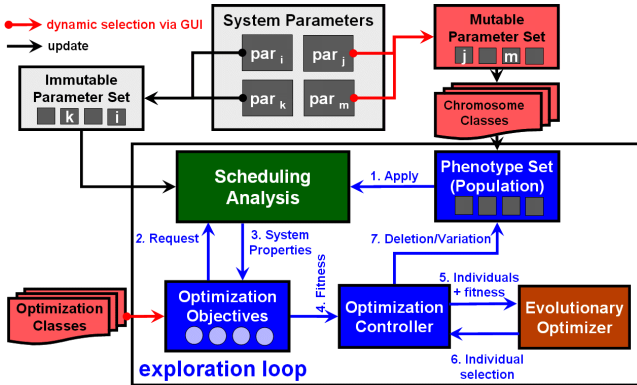 dynamic selection via GUI
update
System Parameters
par i
par j
par k
par m
Mutable
Parameter Set
j
m
Immutable
Parameter Set
k
i
Chromosome
Classes
Scheduling
Analysis
1. Apply
Phenotype Set
(Population)
2. Request
3. System
Properties
4. Fitness
7. Deletion/Variation
Optimization
Classes
Optimization
Objectives
Optimization
Controller
5. Individuals
+ fitness
Evolutionary
Optimizer
6. Individual
selection
exploration loop